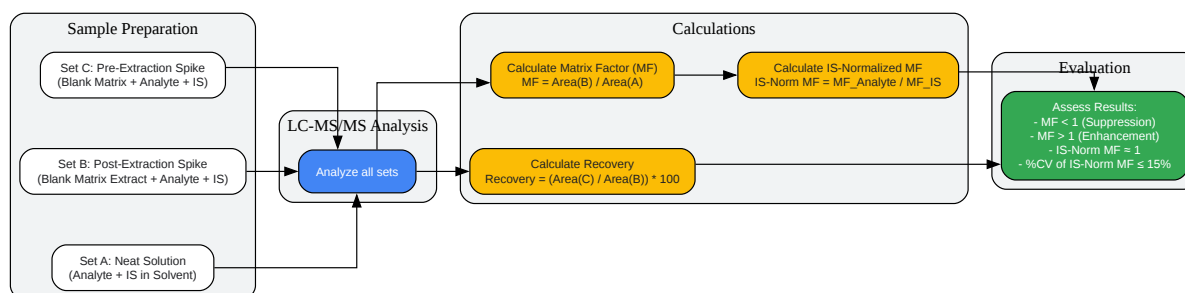 Sample Preparation
Set C: Pre-Extraction Spike
(Blank Matrix + Analyte + IS)
Set B: Post-Extraction Spike
(Blank Matrix Extract + Analyte + IS)
Set A: Neat Solution
(Analyte + IS in Solvent)
LC-MS/MS Analysis
Analyze all sets
Calculations
Calculate Matrix Factor (MF)
MF = Area(B) / Area(A)
Calculate IS-Normalized MF
IS-Norm MF = MF_Analyte / MF_IS
Calculate Recovery
Recovery = (Area(C) / Area(B)) * 100
Evaluation
Assess Results:
- MF < 1 (Suppression)
- MF > 1 (Enhancement)
- IS-Norm MF ≈ 1
- %CV of IS-Norm MF ≤ 15%